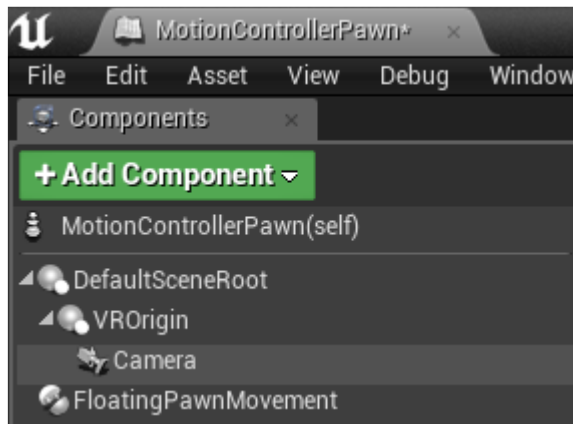 MotionControllerPawn*
File Edit Asset View Debug Window
Components
+ Add Component
MotionControllerPawn(self)
DefaultSceneRoot
VROrigin
Camera
FloatingPawnMovement